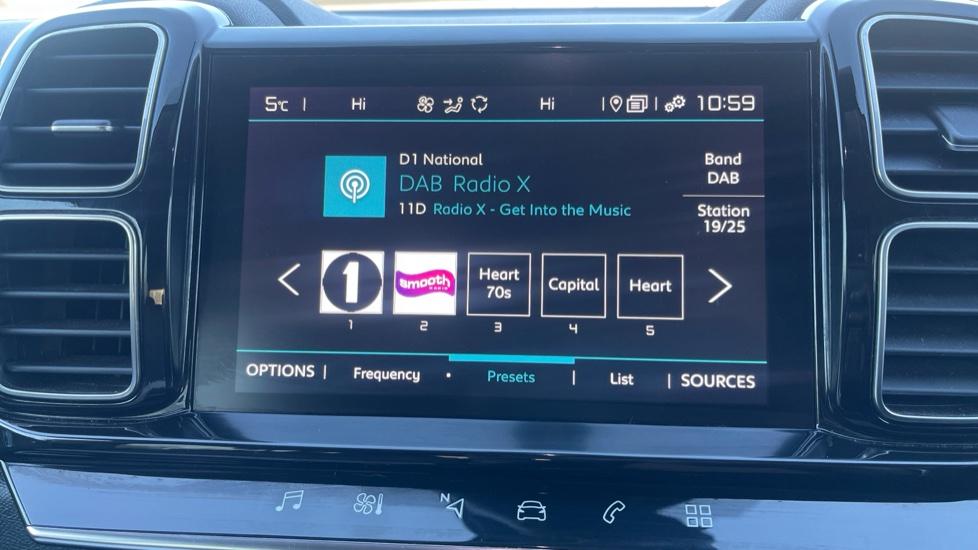 5°C | Hi Hi | | 10:59
D1 National
DAB Radio X
11D Radio X - Get Into the Music
Band
DAB
Station
19/25
1
smooth
RADIO
Heart
70s
Capital
Heart
1 2 3 4 5
OPTIONS | Frequency • Presets | List | SOURCES
N